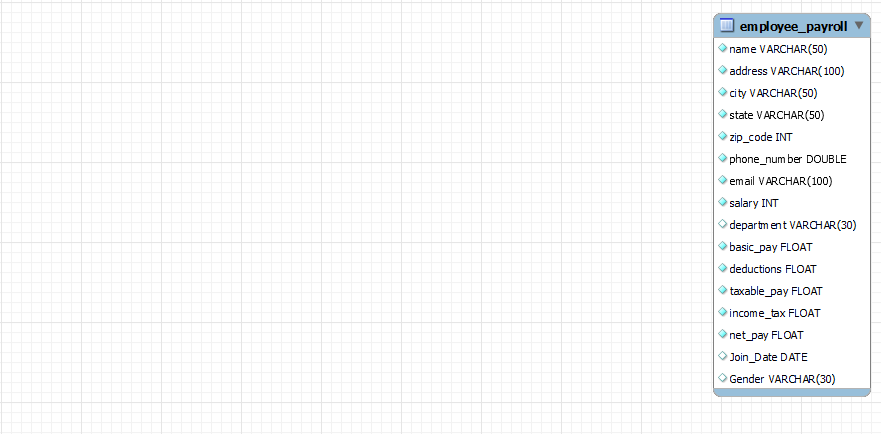 employee_payroll
name VARCHAR(50)
address VARCHAR(100)
city VARCHAR(50)
state VARCHAR(50)
zip_code INT
phone_number DOUBLE
email VARCHAR(100)
salary INT
department VARCHAR(30)
basic_pay FLOAT
deductions FLOAT
taxable_pay FLOAT
income_tax FLOAT
net_pay FLOAT
Join_Date DATE
Gender VARCHAR(30)